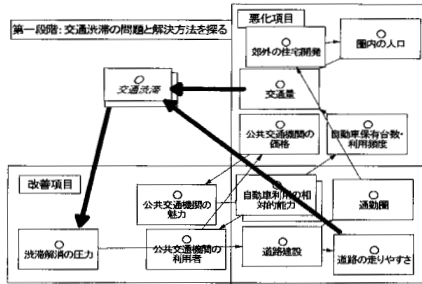 第一段階:交通渋滞の問題と解決方法を探る
悪化項目
郊外の住宅開発
圏内の人口
交通渋滞
交通量
公共交通機関の
価格
自動車保有台数・
利用頻度
改善項目
公共交通機関の
魅力
自動車利用の相
対的能力
通勤圏
渋滞解消の圧力
公共交通機関の
利用者
道路建設
道路の走りやすさ